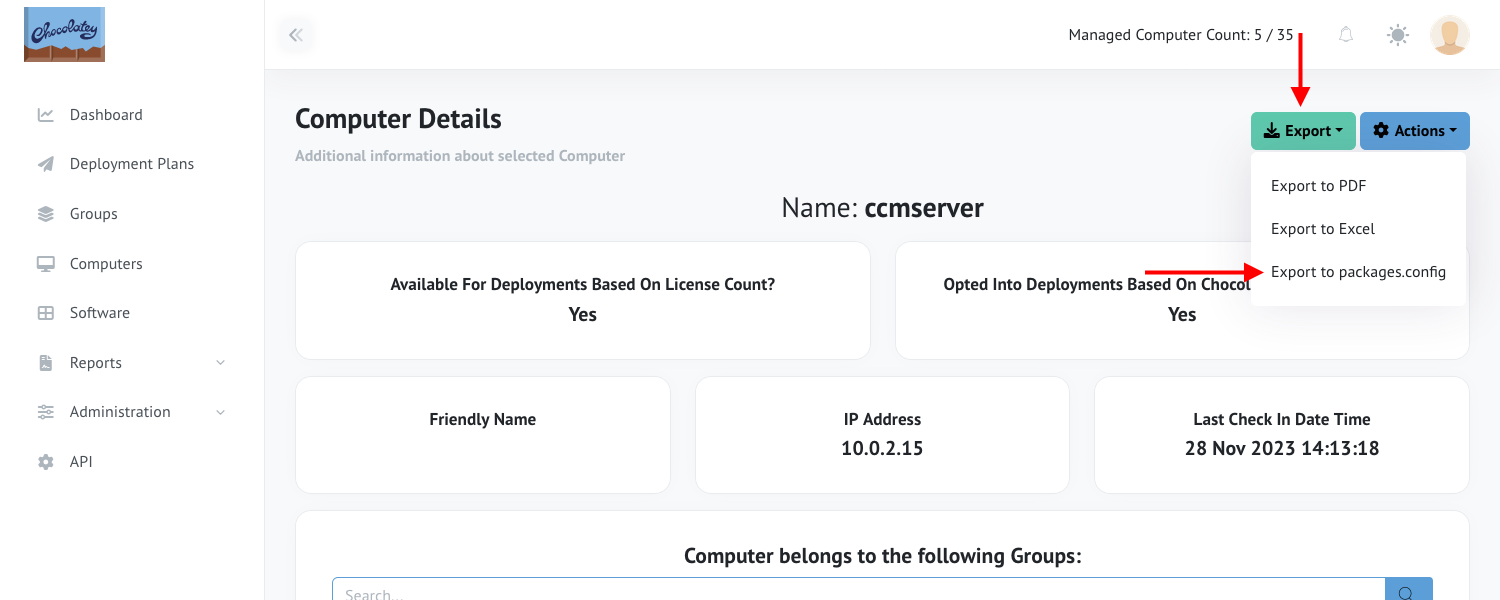 Chocolatey
Managed Computer Count: 5 / 35
Dashboard
Deployment Plans
Groups
Computers
Software
Reports
Administration
API
Computer Details
Additional information about selected Computer
Export
Actions
Export to PDF
Export to Excel
Export to packages.config
Name: ccmserver
Available For Deployments Based On License Count?
Yes
Opted Into Deployments Based On Choco
Yes
Friendly Name
IP Address
10.0.2.15
Last Check In Date Time
28 Nov 2023 14:13:18
Computer belongs to the following Groups:
Search...